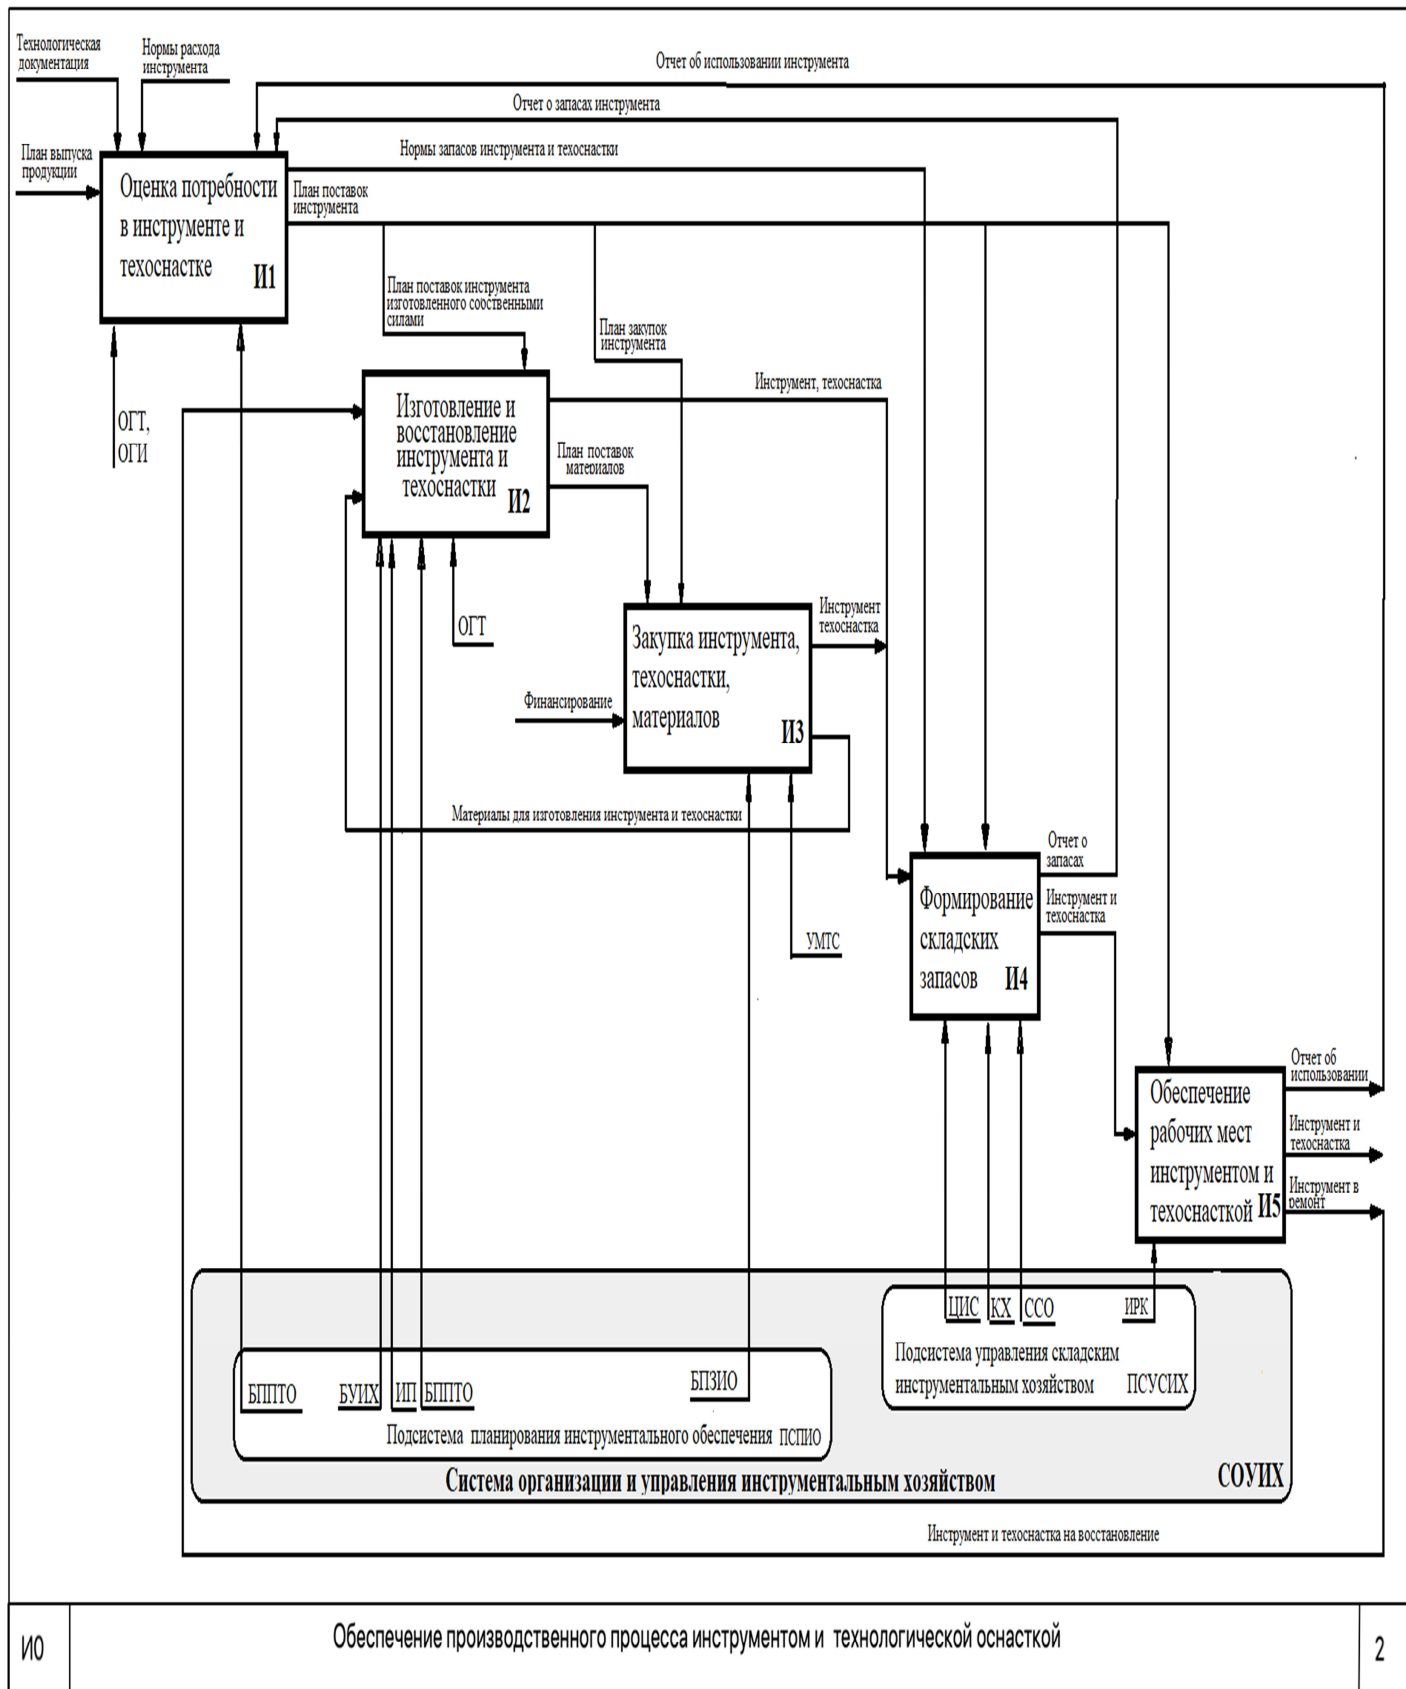 Технологическая
документация
Нормы расхода
инструмента
Отчет об использовании инструмента
Отчет о запасах инструмента
План выпуска
продукции
Нормы запасов инструмента и техоснастки
Оценка потребности
в инструменте и
техоснастке
И1
План поставок
инструмента
План поставок инструмента
изготовленного собственными
силами
План закупок
инструмента
ОГТ,
ОГИ
Изготовление и
восстановление
инструмента и
техоснастки
И2
Инструмент, техоснастка
План поставок
материалов
ОГТ
Инструмент
техоснастка
Закупка инструмента,
техоснастки,
материалов
И3
Финансирование
Материалы для изготовления инструмента и техоснастки
УМТС
Отчет о
запасах
Формирование
складских
запасов
И4
Инструмент и
техоснастка
Обеспечение
рабочих мест
инструментом и
техоснасткой
И5
Отчет об
использовании
Инструмент и
техоснастка
Инструмент в
ремонт
ЦИС
КХ
ССО
ИРК
Подсистема управления складским
инструментальным хозяйством ПСУСИХ
БППТО
БУИХ
ИП
БППТО
БПЗИО
Подсистема планирования инструментального обеспечения ПСПИО
Система организации и управления инструментальным хозяйством
СОУИХ
Инструмент и техоснастка на восстановление
И0
Обеспечение производственного процесса инструментом и технологической оснасткой
2